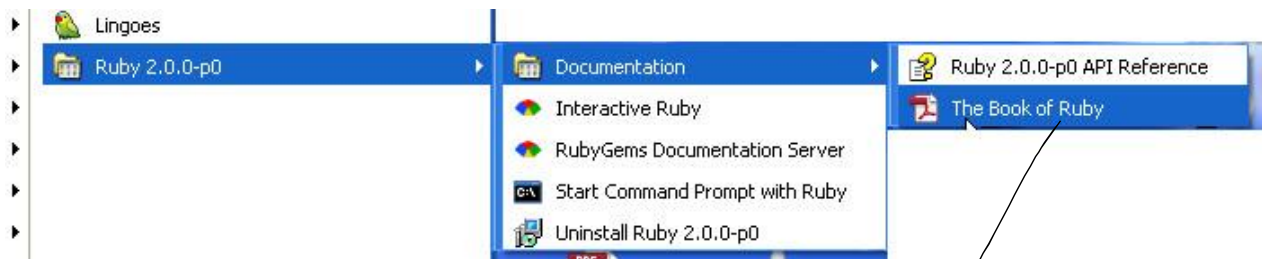 Lingoes
Ruby 2.0.0-p0
Documentation
Interactive Ruby
RubyGems Documentation Server
Start Command Prompt with Ruby
Uninstall Ruby 2.0.0-p0
Ruby 2.0.0-p0 API Reference
The Book of Ruby